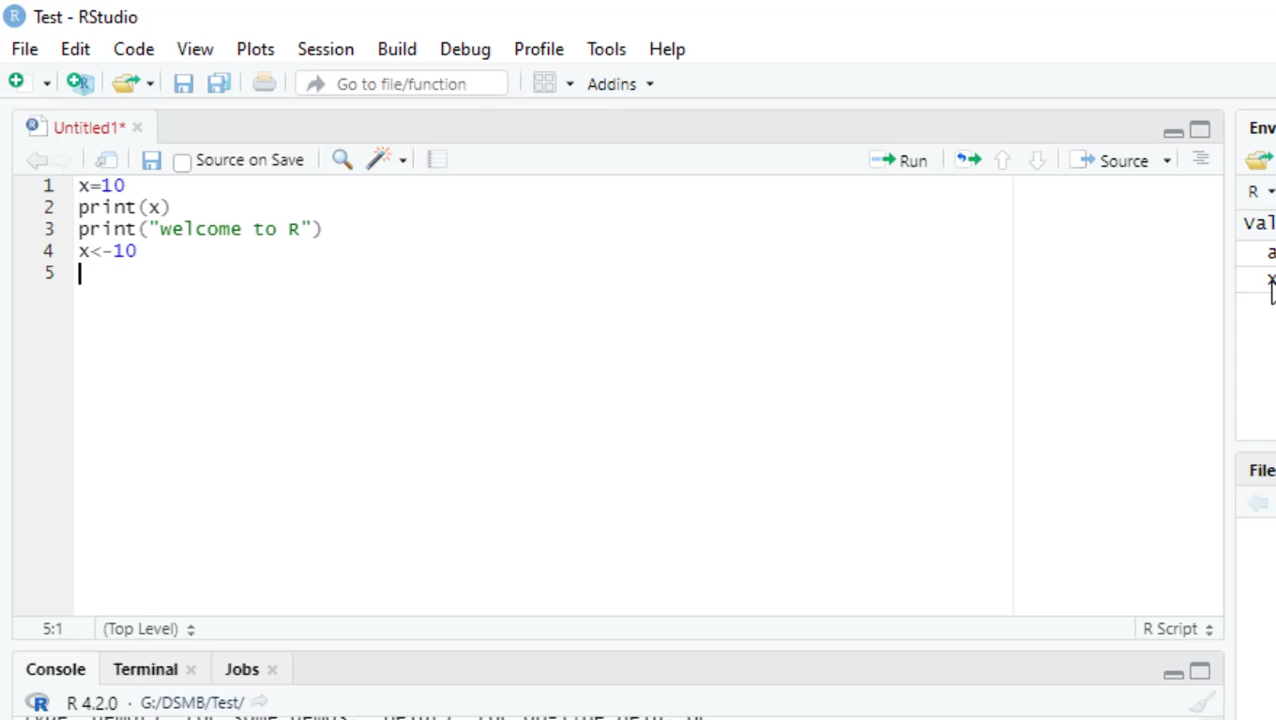 Test - RStudio
File Edit Code View Plots Session Build Debug Profile Tools Help
Go to file/function Addins
Untitled1* Env
Source on Save Run Source
R
1 x=10
2 print(x)
3 print("welcome to R")
4 x<-10
5
Val
a
x
File
5:1 (Top Level) R Script
Console Terminal Jobs
R R 4.2.0 · G:/DSMB/Test/